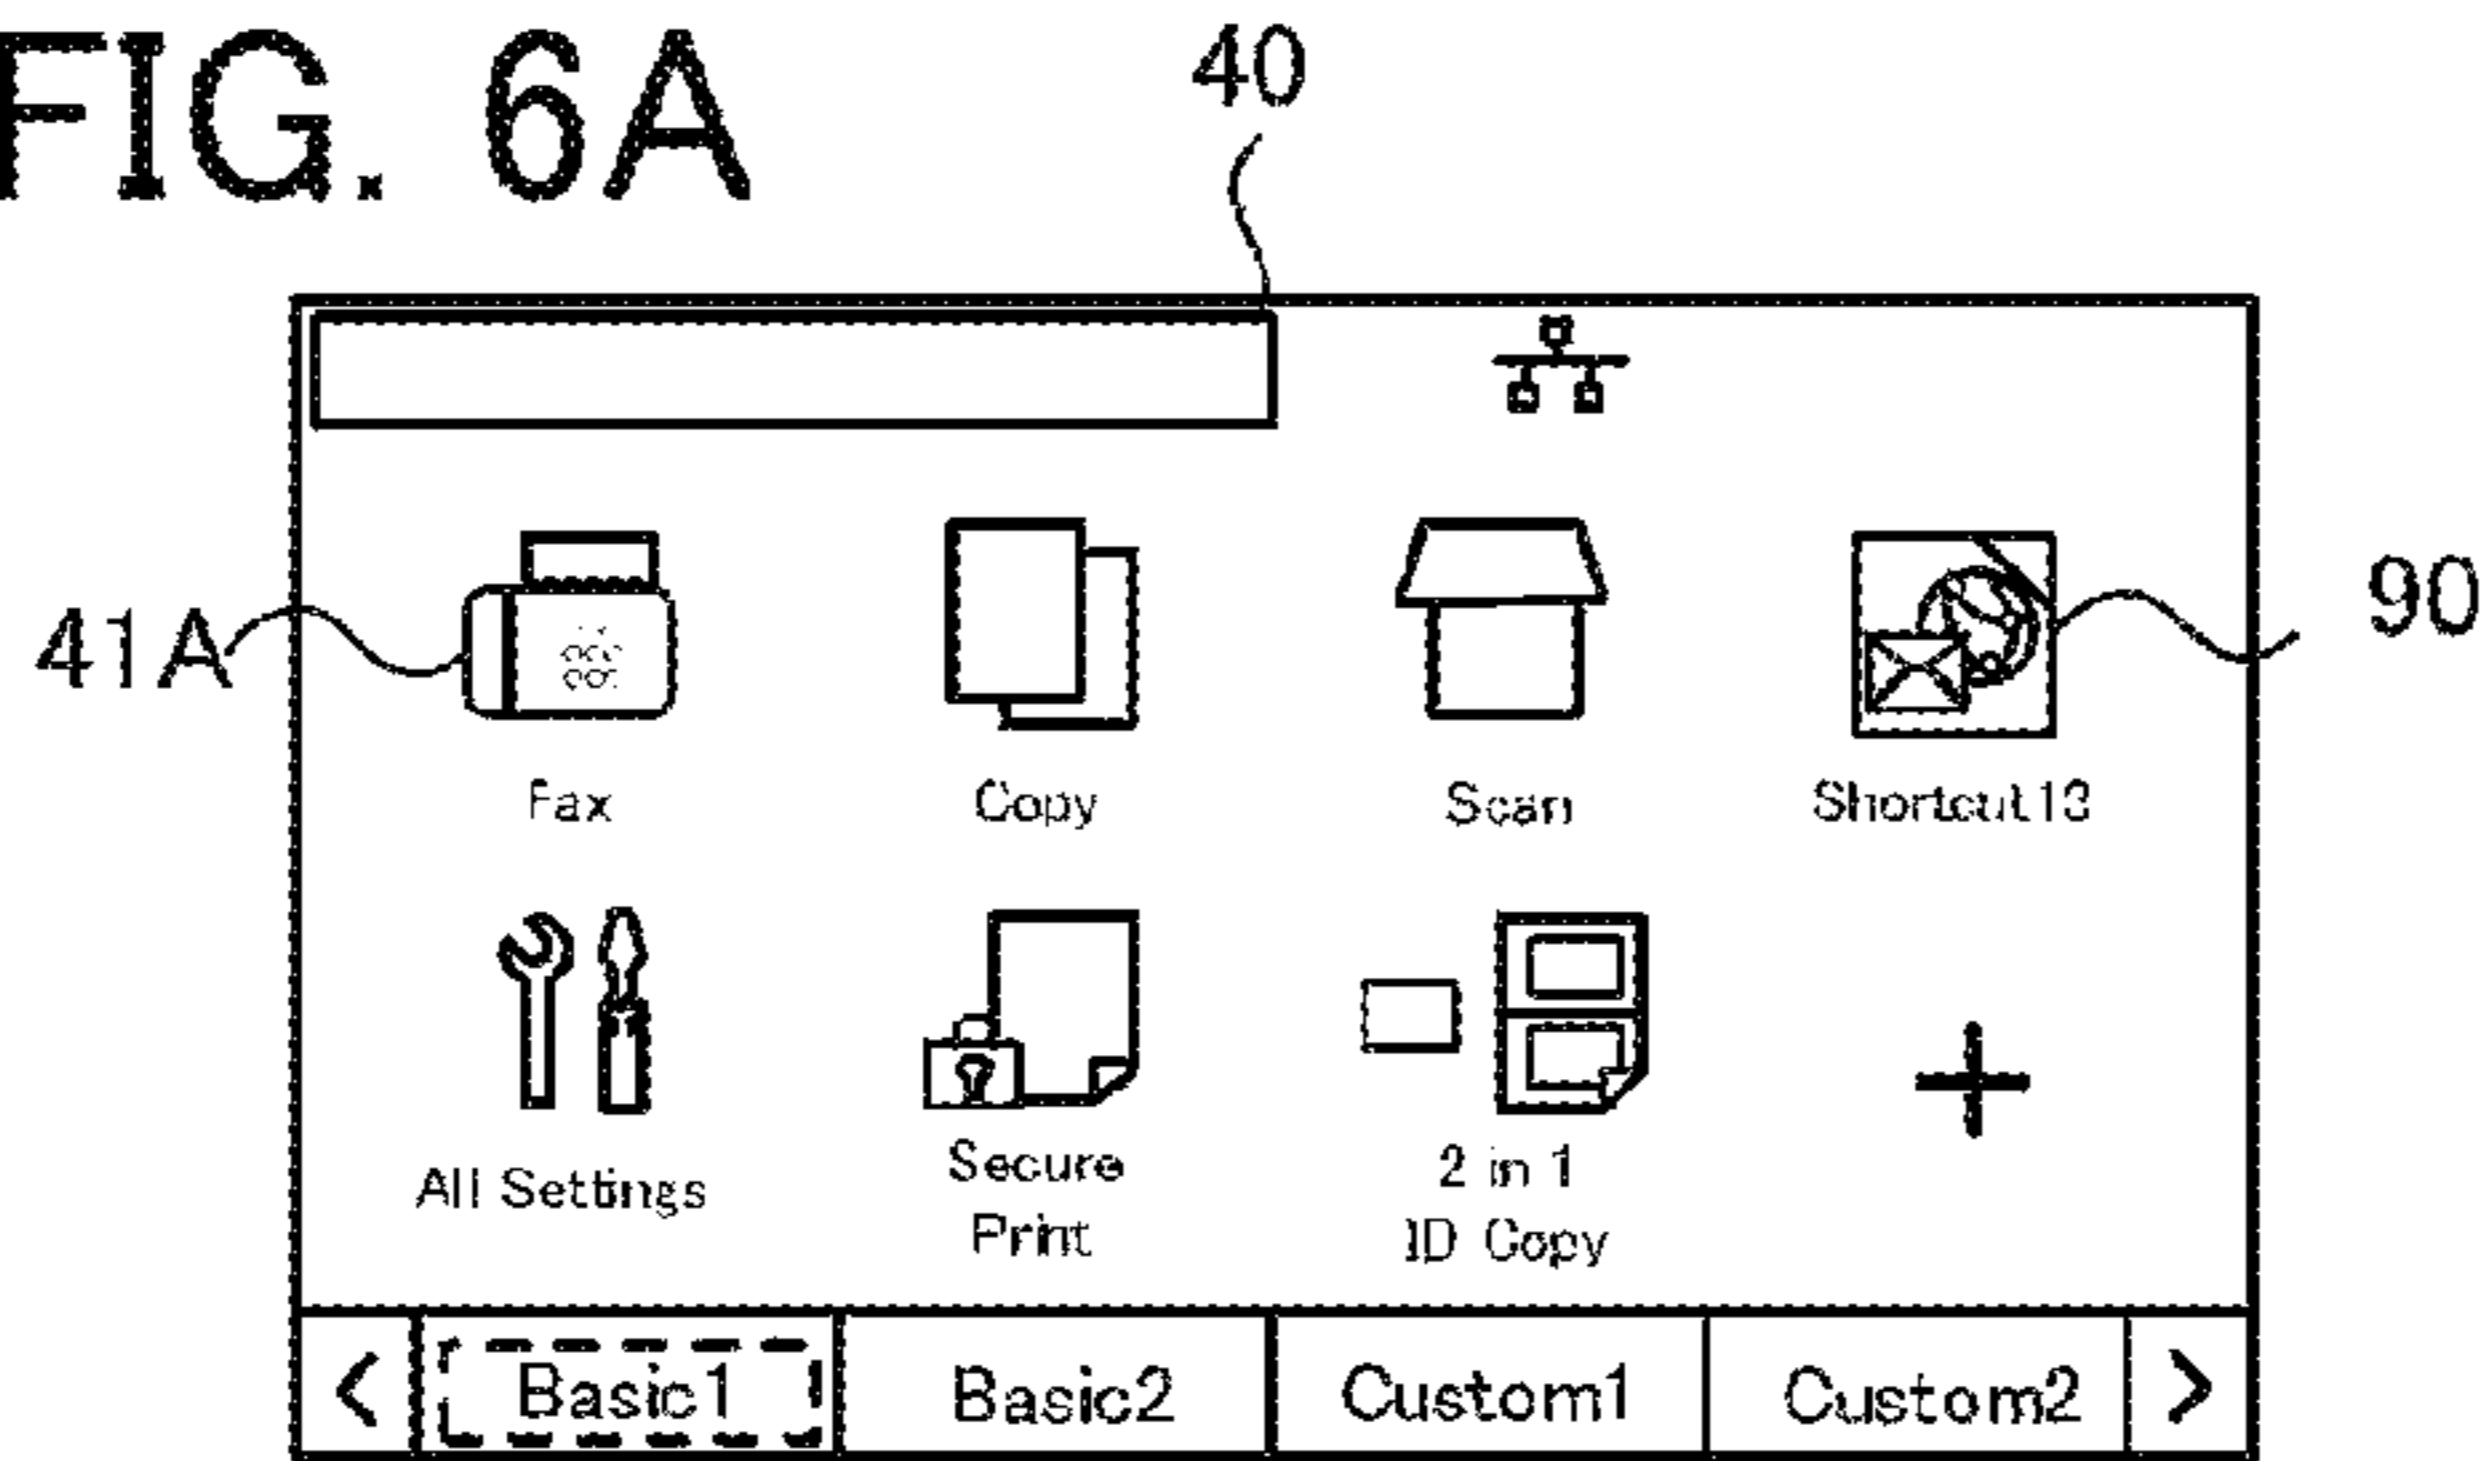 FIG. 6A
40
41A
90
Fax
Copy
Scan
Shortcut13
All Settings
Secure
Print
2 in 1
ID Copy
< Basic1 Basic2 Custom1 Custom2 >